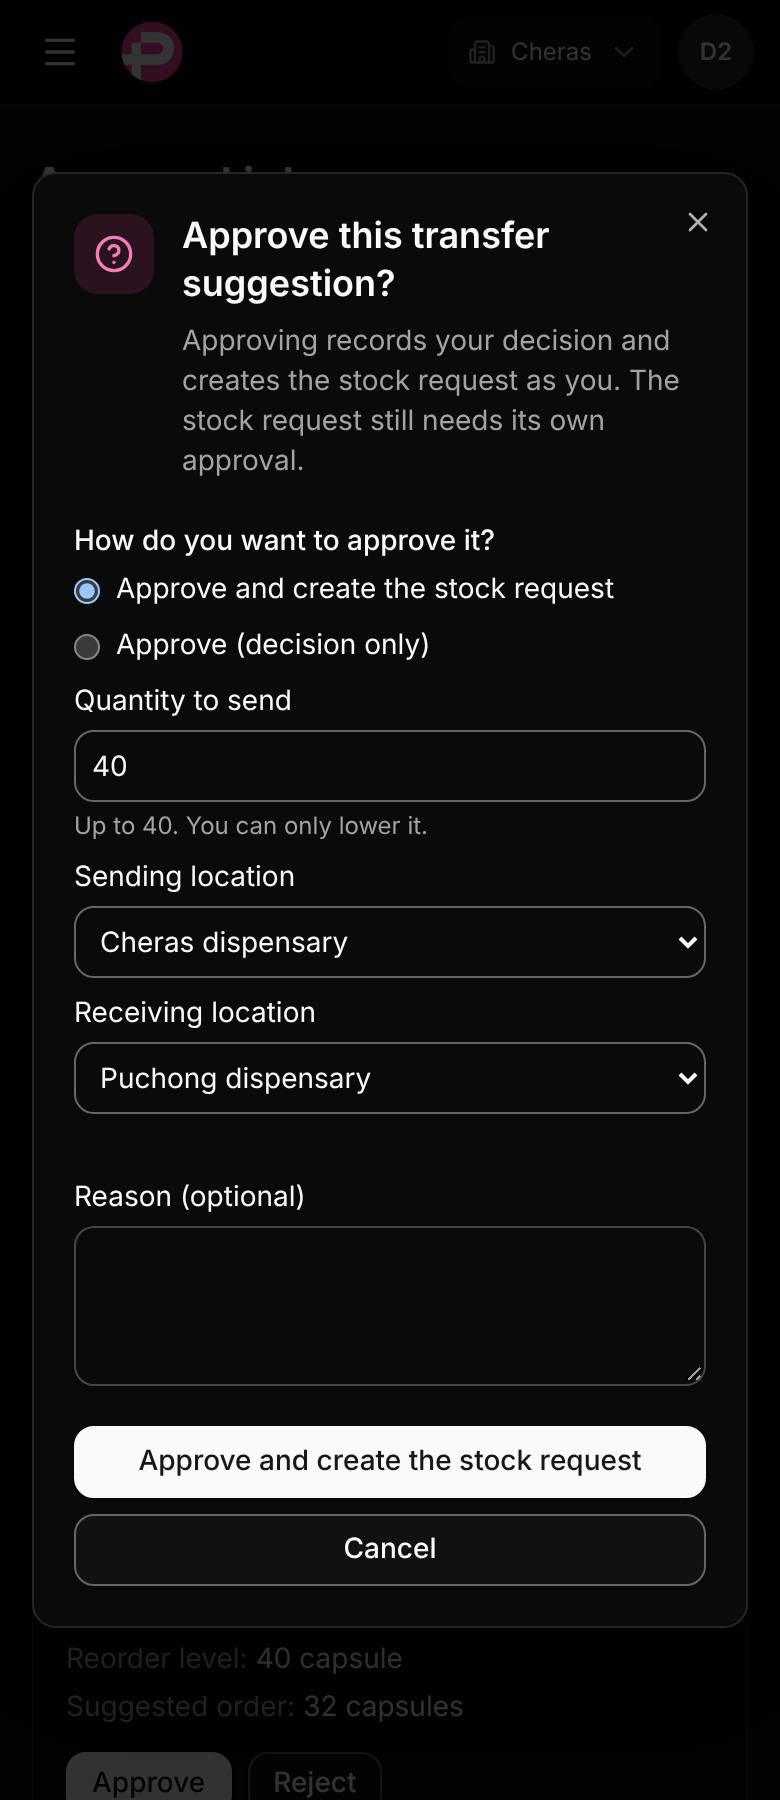 Cheras
D2
Approve this transfer
suggestion?
Approving records your decision and
creates the stock request as you. The
stock request still needs its own
approval.
How do you want to approve it?
Approve and create the stock request
Approve (decision only)
Quantity to send
40
Up to 40. You can only lower it.
Sending location
Cheras dispensary
Receiving location
Puchong dispensary
Reason (optional)
Approve and create the stock request
Cancel
Reorder level: 40 capsule
Suggested order: 32 capsules
Approve
Reject